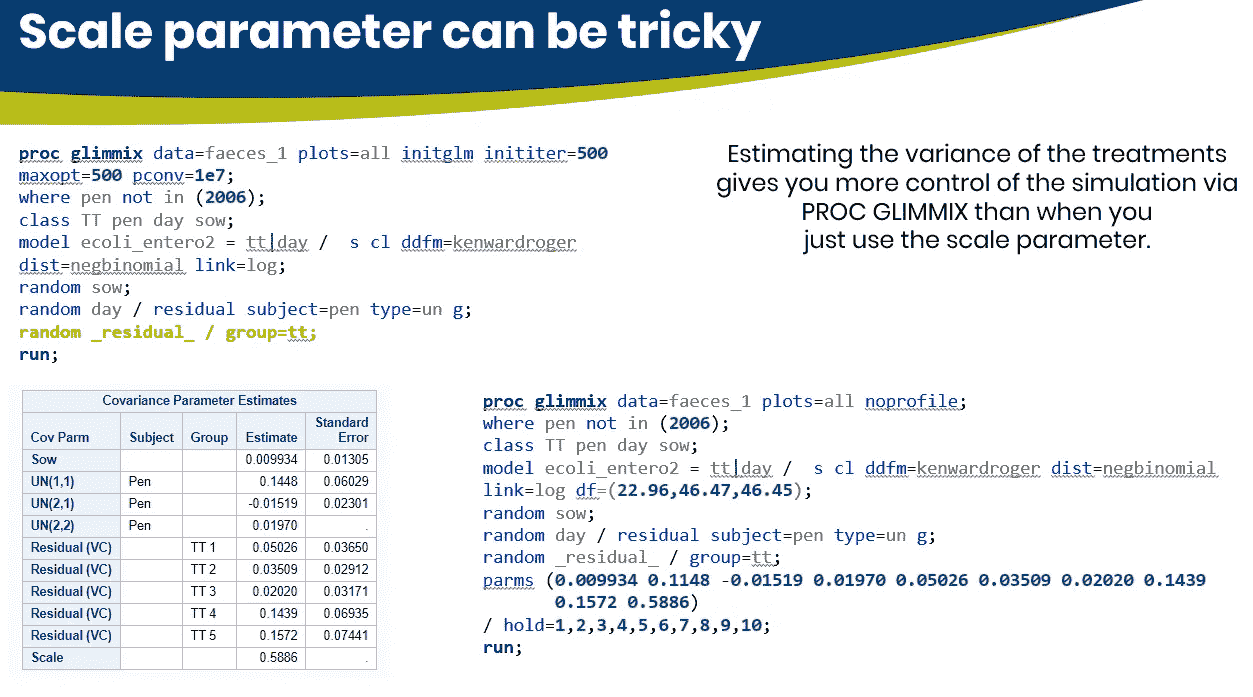 Scale parameter can be tricky
proc glimmix data=faeces_1 plots=all initglm inititer=500
maxopt=500 pconv=1e7;
where pen not in (2006);
class TT pen day sow;
model ecoli_entero2 = tt|day / s cl ddfm=kenwardroger
dist=negbinomial link=log;
random sow;
random day / residual subject=pen type=un g;
random _residual_ / group=tt;
run;
Estimating the variance of the treatments
gives you more control of the simulation via
PROC GLIMMIX than when you
just use the scale parameter.
Covariance Parameter Estimates
Cov Parm Subject Group Estimate Standard Error
Sow 0.009934 0.01305
UN(1,1) Pen 0.1448 0.06029
UN(2,1) Pen -0.01519 0.02301
UN(2,2) Pen 0.01970 .
Residual (VC) TT 1 0.05026 0.03650
Residual (VC) TT 2 0.03509 0.02912
Residual (VC) TT 3 0.02020 0.03171
Residual (VC) TT 4 0.1439 0.06935
Residual (VC) TT 5 0.1572 0.07441
Scale 0.5886 .
proc glimmix data=faeces_1 plots=all noprofile;
where pen not in (2006);
class TT pen day sow;
model ecoli_entero2 = tt|day / s cl ddfm=kenwardroger dist=negbinomial
link=log df=(22.96,46.47,46.45);
random sow;
random day / residual subject=pen type=un g;
random _residual_ / group=tt;
parms (0.009934 0.1148 -0.01519 0.01970 0.05026 0.03509 0.02020 0.1439
0.1572 0.5886)
/ hold=1,2,3,4,5,6,7,8,9,10;
run;